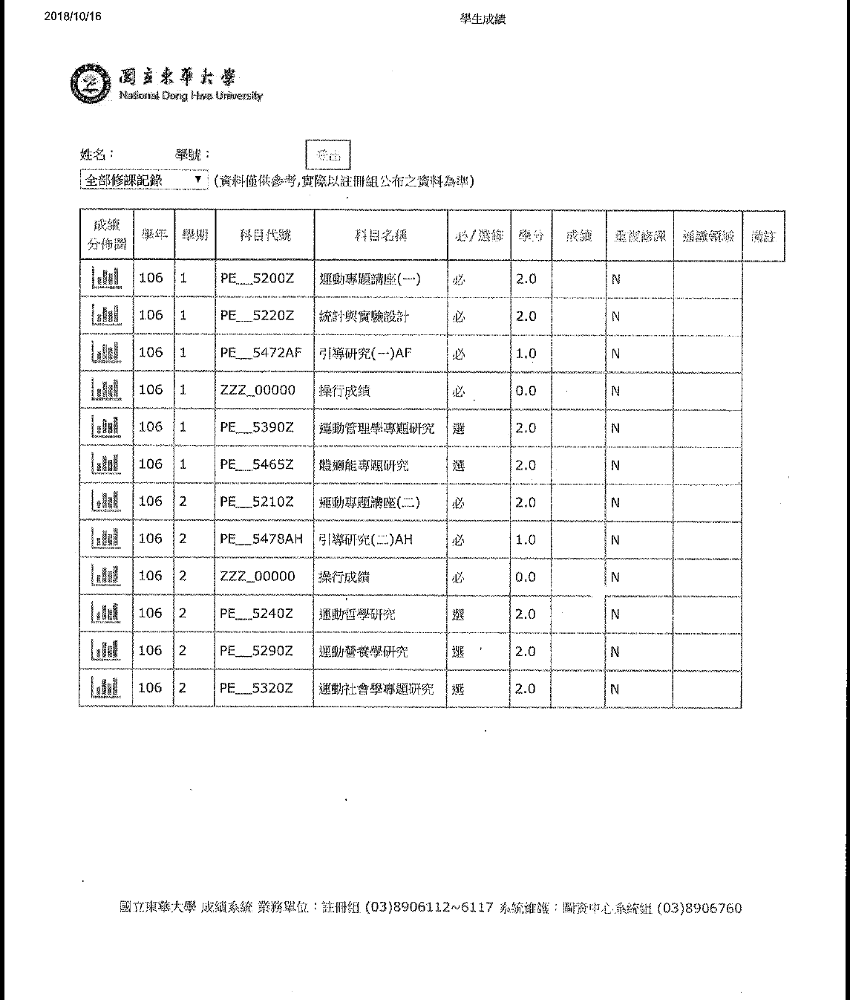 2018/10/16 學生成績
國立東華大學
National Dong Hwa University
姓名： 學號： 登出
全部修課記錄 ▼ (資料僅供參考,實際以註冊組公布之資料為準)
成績分佈圖 學年 學期 科目代號 科目名稱 必/選修 學分 成績 重複修課 通識領域 備註
106 1 PE__5200Z 運動專題講座(一) 必 2.0 N
106 1 PE__5220Z 統計與實驗設計 必 2.0 N
106 1 PE__5472AF 引導研究(一)AF 必 1.0 N
106 1 ZZZ_00000 操行成績 必 0.0 N
106 1 PE__5390Z 運動管理學專題研究 選 2.0 N
106 1 PE__5465Z 體適能專題研究 選 2.0 N
106 2 PE__5210Z 運動專題講座(二) 必 2.0 N
106 2 PE__5478AH 引導研究(二)AH 必 1.0 N
106 2 ZZZ_00000 操行成績 必 0.0 N
106 2 PE__5240Z 運動哲學研究 選 2.0 N
106 2 PE__5290Z 運動營養學研究 選 2.0 N
106 2 PE__5320Z 運動社會學專題研究 選 2.0 N
國立東華大學 成績系統 業務單位：註冊組 (03)8906112~6117 系統維護：圖資中心系統組 (03)8906760